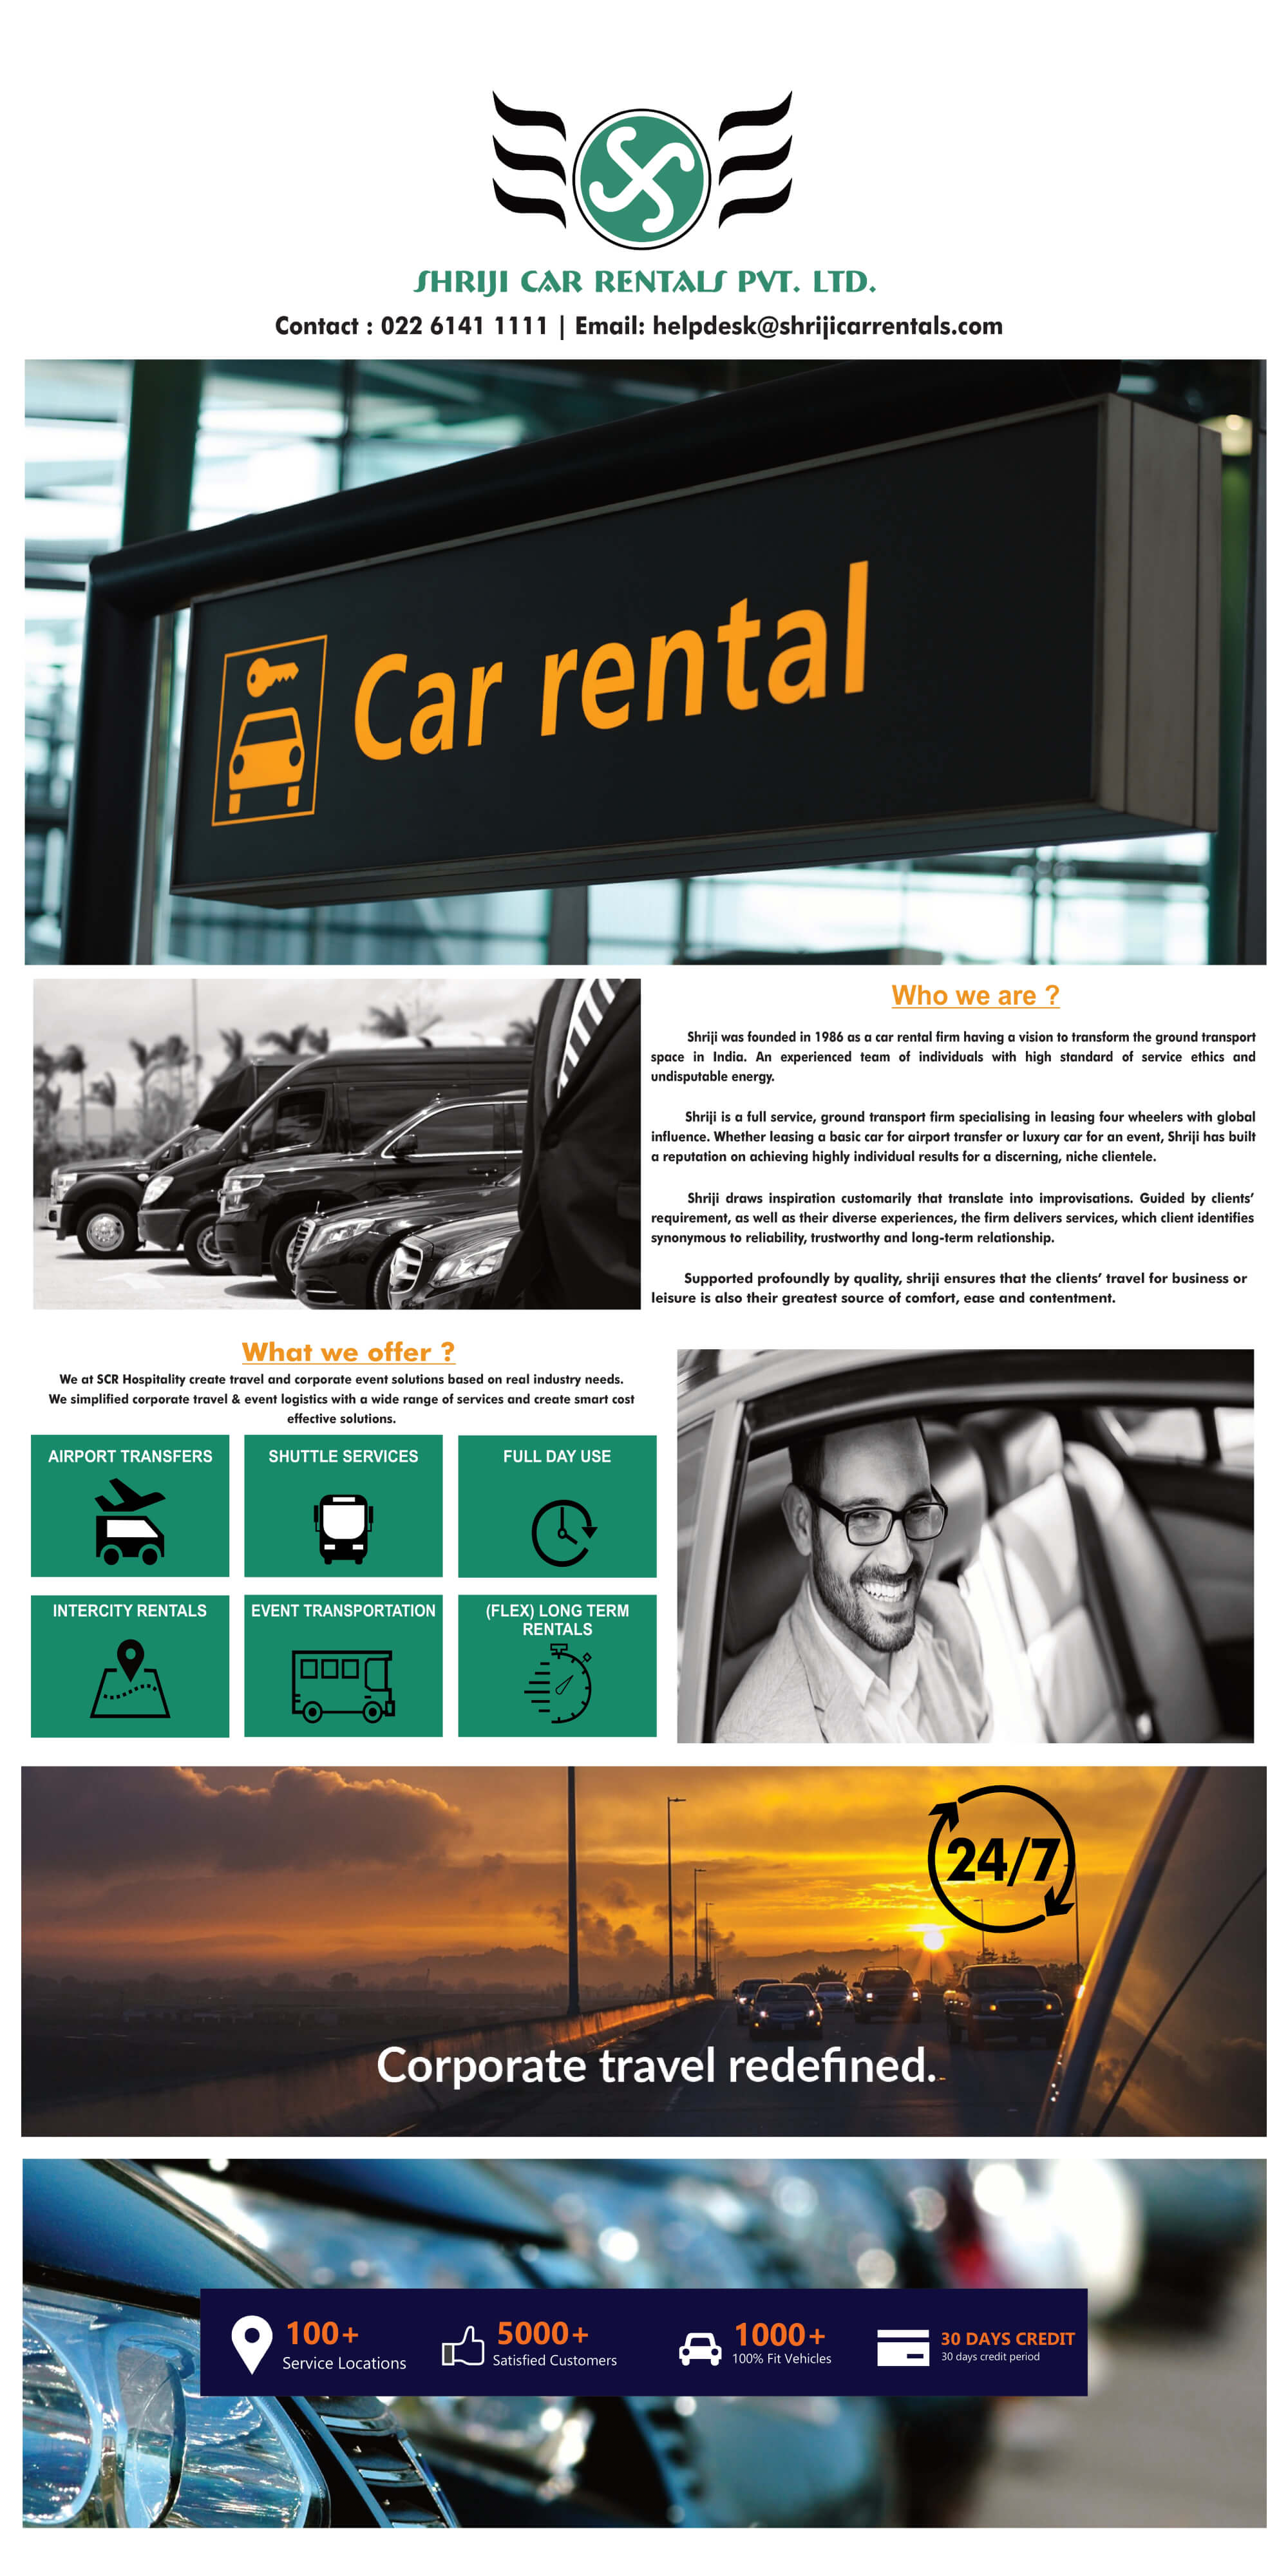 SHRIJI CAR RENTALS PVT. LTD.
Contact : 022 6141 1111 | Email: helpdesk@shrijicarrentals.com
Car rental
Who we are ?
Shriji was founded in 1986 as a car rental firm having a vision to transform the ground transport
space in India. An experienced team of individuals with high standard of service ethics and
undisputable energy.
Shriji is a full service, ground transport firm specialising in leasing four wheelers with global
influence. Whether leasing a basic car for airport transfer or luxury car for an event, Shriji has built
a reputation on achieving highly individual results for a discerning, niche clientele.
Shriji draws inspiration customarily that translate into improvisations. Guided by clients’
requirement, as well as their diverse experiences, the firm delivers services, which client identifies
synonymous to reliability, trustworthy and long-term relationship.
Supported profoundly by quality, shriji ensures that the clients’ travel for business or
leisure is also their greatest source of comfort, ease and contentment.
What we offer ?
We at SCR Hospitality create travel and corporate event solutions based on real industry needs.
We simplified corporate travel & event logistics with a wide range of services and create smart cost
effective solutions.
AIRPORT TRANSFERS
SHUTTLE SERVICES
FULL DAY USE
INTERCITY RENTALS
EVENT TRANSPORTATION
(FLEX) LONG TERM
RENTALS
24/7
Corporate travel redefined.
100+
Service Locations
5000+
Satisfied Customers
1000+
100% Fit Vehicles
30 DAYS CREDIT
30 days credit period